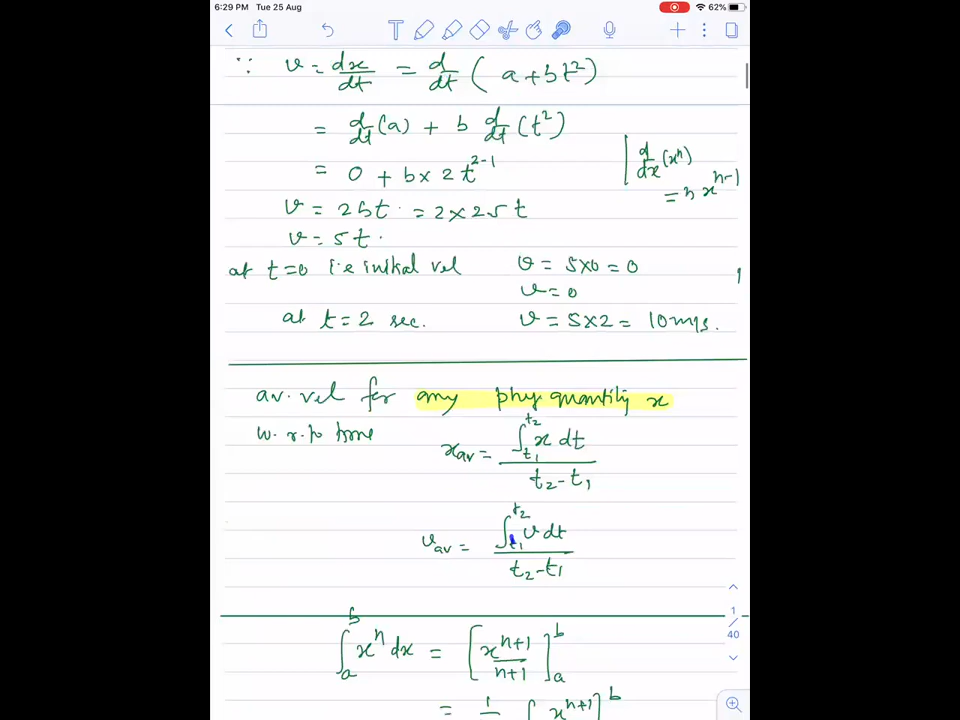 6:29 PM Tue 25 Aug 62%
∵ v = dx/dt = d/dt (a + bt²)
= d/dt (a) + b d/dt (t²)
= 0 + b × 2 t^(2-1)
| d/dx (xⁿ)
= n x^(n-1)
v = 2bt. = 2 × 2.5 t
v = 5t.
at t=0 i.e initial vel v = 5×0 = 0
v = 0
at t = 2 sec. v = 5×2 = 10 m/s.
av. vel for any phy quantity x
w.r.to time
x_av = ∫_{t₁}^{t₂} x dt / (t₂ - t₁)
v_av = ∫_{t₁}^{t₂} v dt / (t₂ - t₁)
∫_a^b xⁿ dx = [x^(n+1) / (n+1)]_a^b
= 1 [x^(n+1)]^b
1
/
40